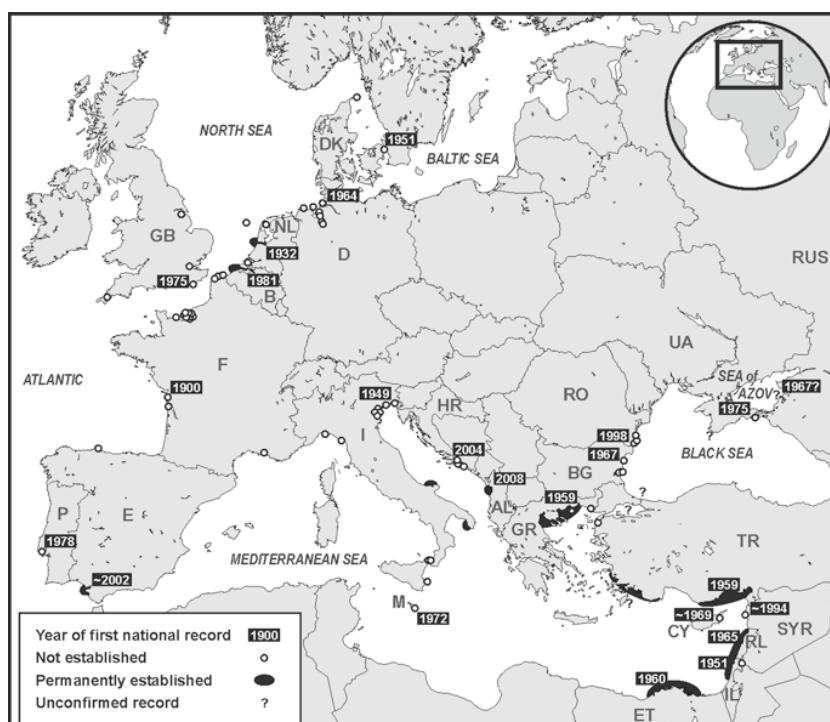 NORTH SEA
DK
1951
BALTIC SEA
1964
GB
NL
1932
D
RUS
1975
1981
B
UA
F
ATLANTIC
SEA of
AZOV?
1967?
1900
1949
HR
RO
1975
I
1998
2004
1967
BLACK SEA
2008
BG
P
E
AL
1959
?
?
GR
1978
MEDITERRANEAN SEA
TR
~2002
?
1959
M
1972
~1969
~1994
CY
SYR
1965
RL
1951
1960
IL
ET
Year of first national record 1900
Not established
Permanently established
Unconfirmed record ?